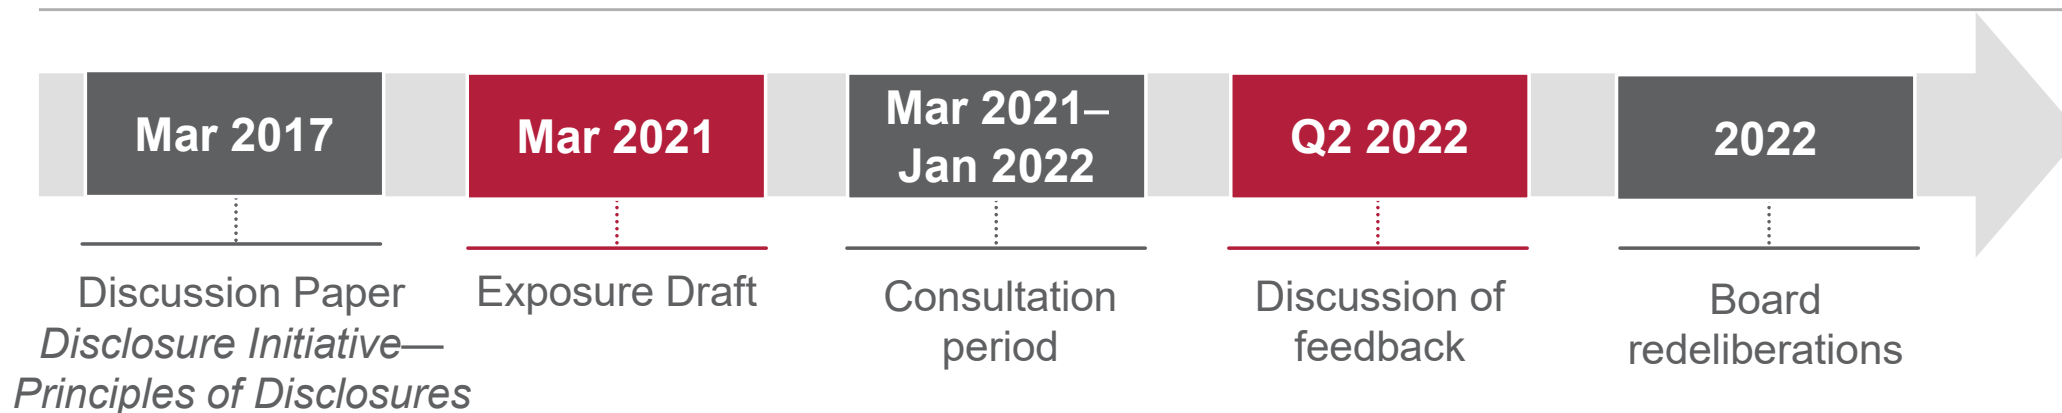 Mar 2017
Mar 2021
Mar 2021–
Jan 2022
Q2 2022
2022
Discussion Paper
Disclosure Initiative—
Principles of Disclosures
Exposure Draft
Consultation
period
Discussion of
feedback
Board
redeliberations